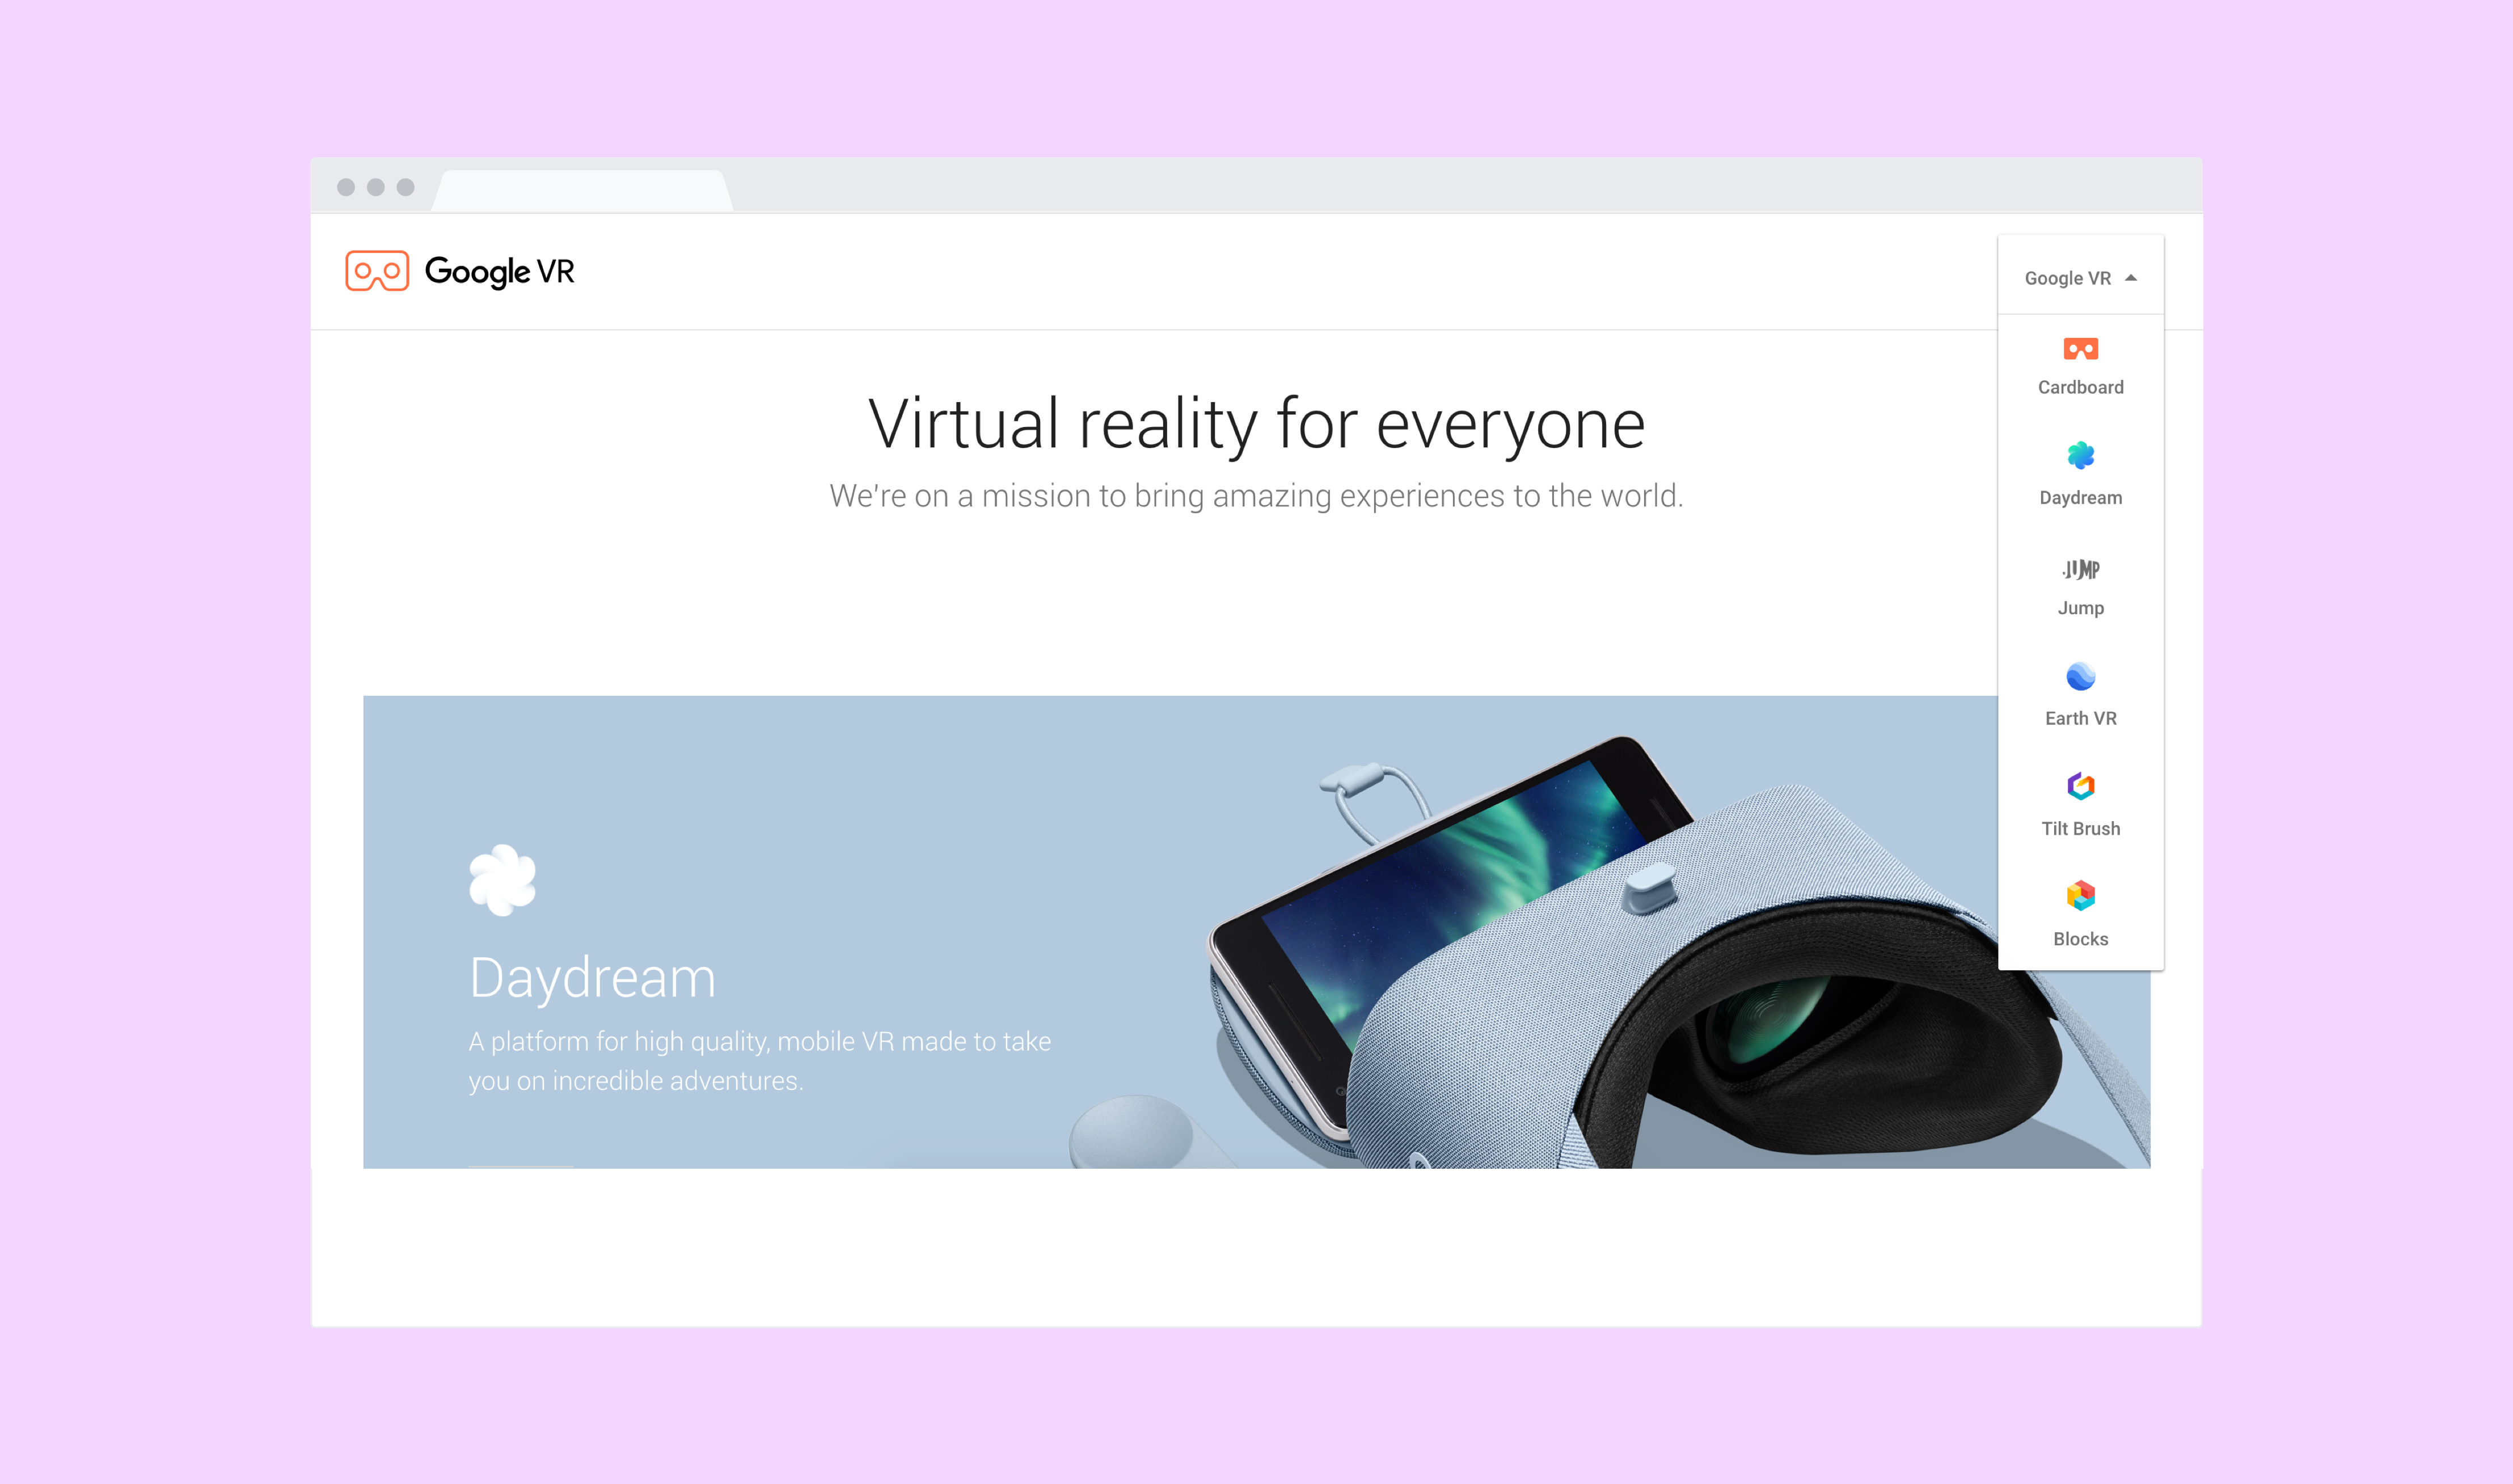 Google VR
Google VR
Cardboard
Daydream
JUMP
Jump
Earth VR
Tilt Brush
Blocks
Virtual reality for everyone
We're on a mission to bring amazing experiences to the world.
Daydream
A platform for high quality, mobile VR made to take
you on incredible adventures.